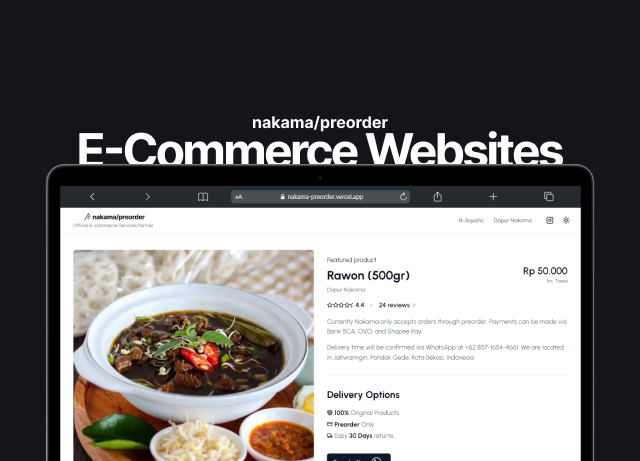 nakama/preorder
E-Commerce Websites
AA
nakama-preorder.vercel.app
nakama/preorder
Official E-commerce Services Partner
N-Aquatic
Dapur Nakama
Featured product
Rawon (500gr)
Rp 50.000
Inc. Taxes
Dapur Nakama
4.4
24 reviews
Currently Nakama only accepts orders through preorder. Payments can be made via
Bank BCA, OVO, and Shopee Pay.
Delivery time will be confirmed via WhatsApp at +62 857-1654-4661. We are located
in Jatiwaringin, Pondok Gede, Kota Bekasi, Indonesia.
Delivery Options
100% Original Products
Preorder Only
Easy 30 Days returns